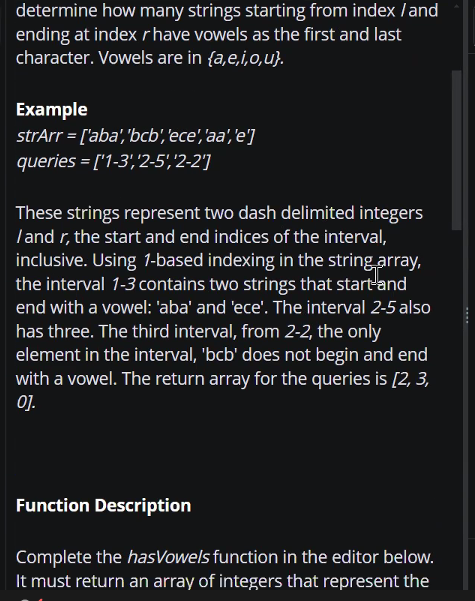 determine how many strings starting from index l and
ending at index r have vowels as the first and last
character. Vowels are in {a,e,i,o,u}.
Example
strArr = ['aba','bcb','ece','aa','e']
queries = ['1-3','2-5','2-2']
These strings represent two dash delimited integers
l and r, the start and end indices of the interval,
inclusive. Using 1-based indexing in the string array,
the interval 1-3 contains two strings that start and
end with a vowel: 'aba' and 'ece'. The interval 2-5 also
has three. The third interval, from 2-2, the only
element in the interval, 'bcb' does not begin and end
with a vowel. The return array for the queries is [2, 3,
0].
Function Description
Complete the hasVowels function in the editor below.
It must return an array of integers that represent the